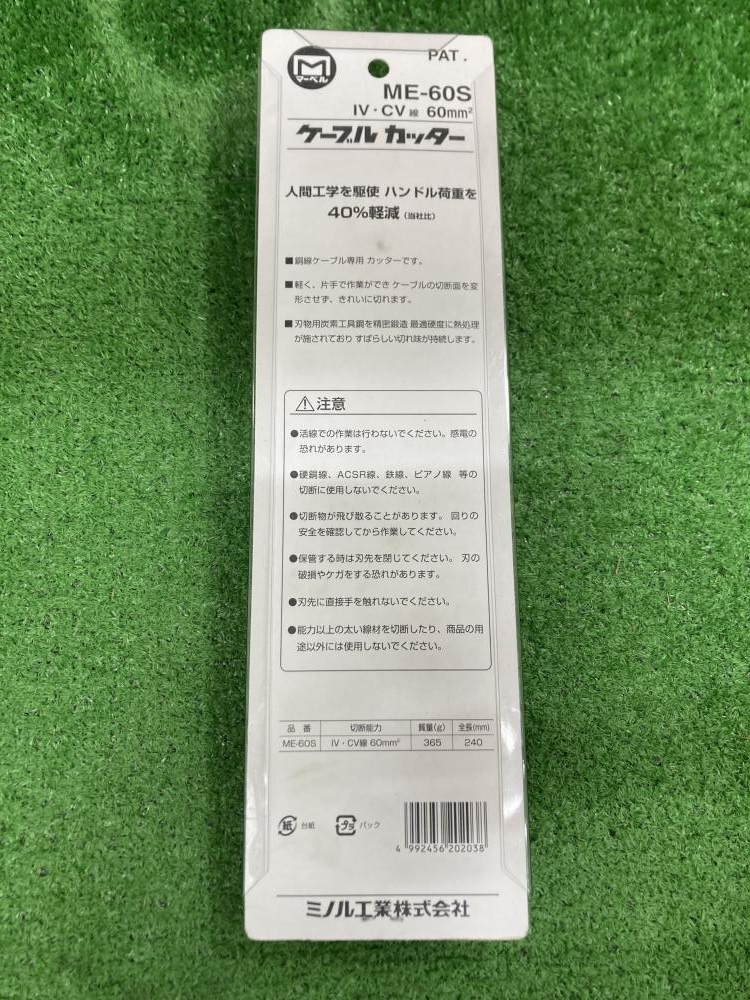 マーベル
PAT.
ME-60S
IV・CV線 60mm²
ケーブル カッター
人間工学を駆使 ハンドル荷重を
40%軽減(当社比)
■銅線ケーブル専用 カッターです。
■軽く、片手で作業ができ ケーブルの切断面を変
形させず、きれいに切れます。
■刃物用炭素工具鋼を精密鍛造 最適硬度に熱処理
が施されており すばらしい切れ味が持続します。
⚠注意
●活線での作業は行わないでください。感電の
恐れがあります。
●硬銅線、ACSR線、鉄線、ピアノ線 等の
切断に使用しないでください。
●切断物が飛び散ることがあります。回りの
安全を確認してから作業してください。
●保管する時は刃先を閉じてください。刃の
破損やケガをする恐れがあります。
●刃先に直接手を触れないでください。
●能力以上の太い線材を切断したり、商品の用
途以外には使用しないでください。
品番 切断能力 質量(g) 全長(mm)
ME-60S IV・CV線 60mm² 365 240
紙 台紙 プラ パック
4 992456 202038
ミノル工業株式会社